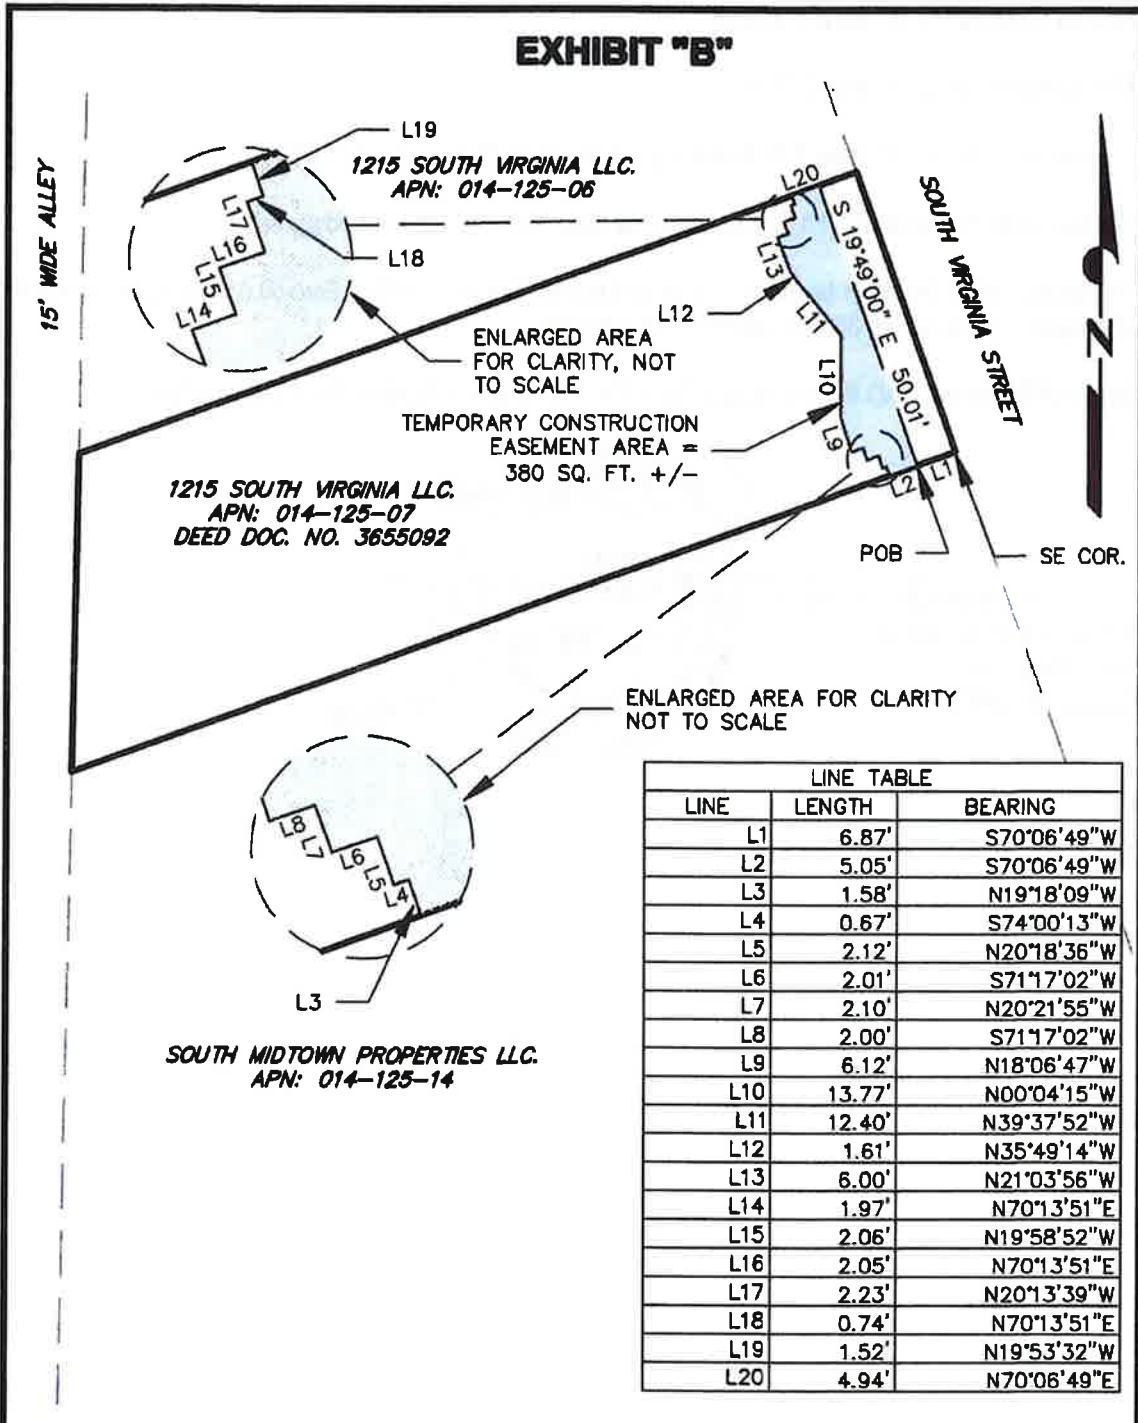 EXHIBIT "B"
15' WIDE ALLEY
L19
1215 SOUTH VIRGINIA LLC.
APN: 014-125-06
L17
L18
L16
L15
L14
ENLARGED AREA
FOR CLARITY, NOT
TO SCALE
L20
S 19°49'00" E 50.01'
SOUTH VIRGINIA STREET
L13
L12
L11
L10
L9
N
TEMPORARY CONSTRUCTION
EASEMENT AREA =
380 SQ. FT. +/-
L2
L1
POB
SE COR.
1215 SOUTH VIRGINIA LLC.
APN: 014-125-07
DEED DOC. NO. 3655092
ENLARGED AREA FOR CLARITY
NOT TO SCALE
L8
L7
L6
L5
L4
L3
SOUTH MIDTOWN PROPERTIES LLC.
APN: 014-125-14
LINE TABLE
LINE LENGTH BEARING
L1 6.87' S70°06'49"W
L2 5.05' S70°06'49"W
L3 1.58' N19°18'09"W
L4 0.67' S74°00'13"W
L5 2.12' N20°18'36"W
L6 2.01' S71°17'02"W
L7 2.10' N20°21'55"W
L8 2.00' S71°17'02"W
L9 6.12' N18°06'47"W
L10 13.77' N00°04'15"W
L11 12.40' N39°37'52"W
L12 1.61' N35°49'14"W
L13 6.00' N21°03'56"W
L14 1.97' N70°13'51"E
L15 2.06' N19°58'52"W
L16 2.05' N70°13'51"E
L17 2.23' N20°13'39"W
L18 0.74' N70°13'51"E
L19 1.52' N19°53'32"W
L20 4.94' N70°06'49"E